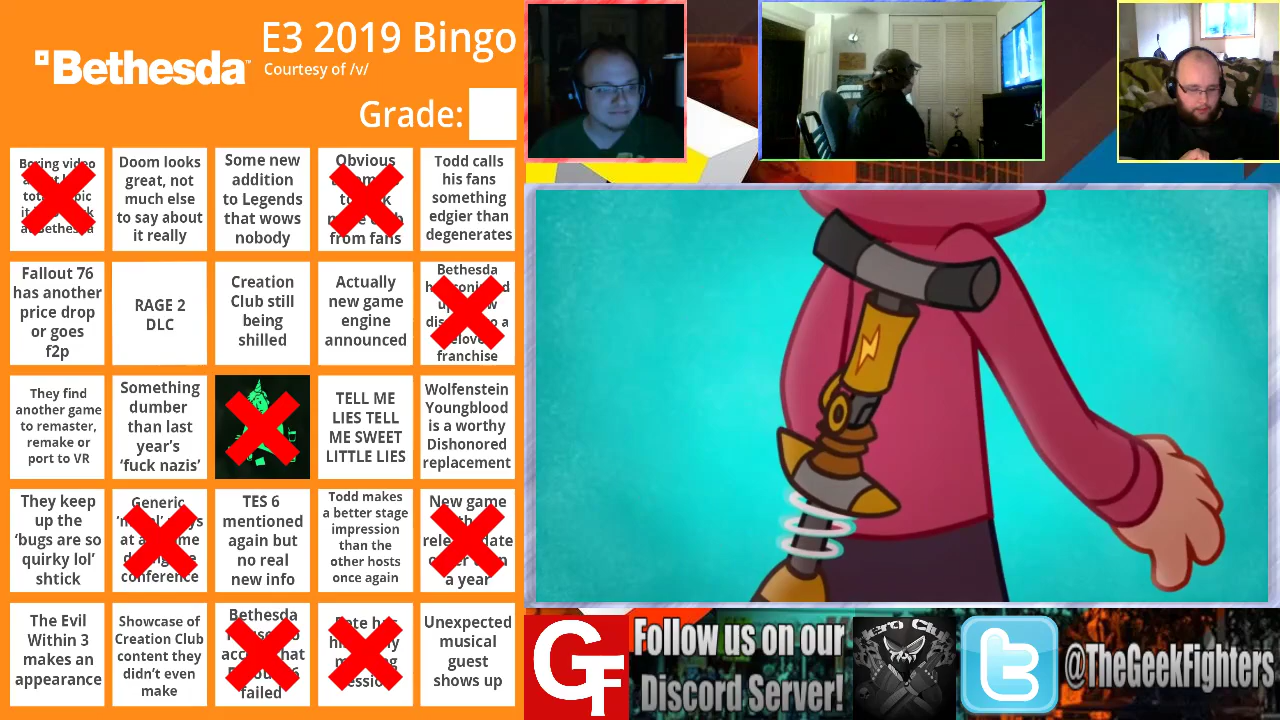 E3 2019 Bingo
Bethesda
Courtesy of /v/
Grade:
Boring video
Doom looks
great, not
much else
to say about
it really
Some new
addition
to Legends
that wows
nobody
Obvious
from fans
Todd calls
his fans
something
edgier than
degenerates
Fallout 76
has another
price drop
or goes
f2p
RAGE 2
DLC
Creation
Club still
being
shilled
Actually
new game
engine
announced
Bethesda
franchise
They find
another game
to remaster,
remake or
port to VR
Something
dumber
than last
year's
'fuck nazis'
TELL ME
LIES TELL
ME SWEET
LITTLE LIES
Wolfenstein
Youngblood
is a worthy
Dishonored
replacement
They keep
up the
'bugs are so
quirky lol'
shtick
Generic
conference
TES 6
mentioned
again but
no real
new info
Todd makes
a better stage
impression
than the
other hosts
once again
New game
a year
The Evil
Within 3
makes an
appearance
Showcase of
Creation Club
content they
didn't even
make
Bethesda
failed
Unexpected
musical
guest
shows up
GF
Follow us on our
Discord Server!
@TheGeekFighters